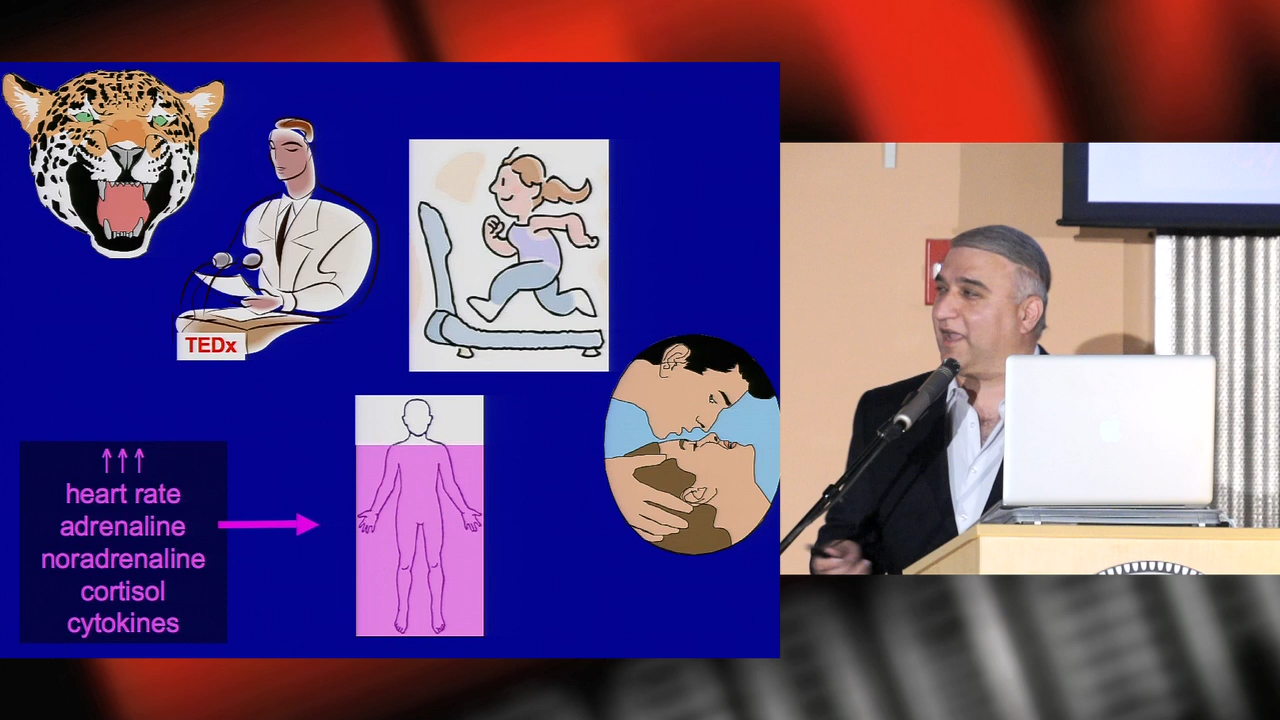 TEDx
↑↑↑
heart rate
adrenaline
noradrenaline
cortisol
cytokines